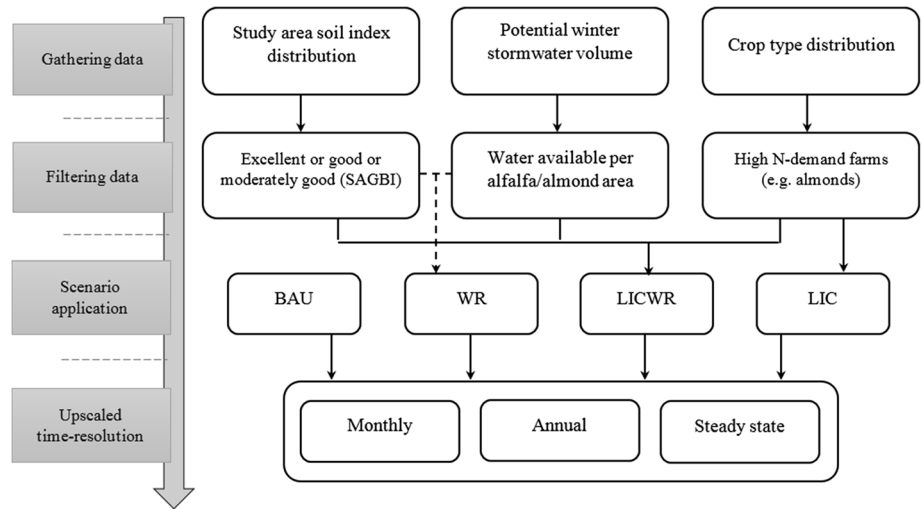 Gathering data
Study area soil index
distribution
Potential winter
stormwater volume
Crop type distribution
Filtering data
Excellent or good or
moderately good (SAGBI)
Water available per
alfalfa/almond area
High N-demand farms
(e.g. almonds)
Scenario
application
BAU
WR
LICWR
LIC
Upscaled
time-resolution
Monthly
Annual
Steady state